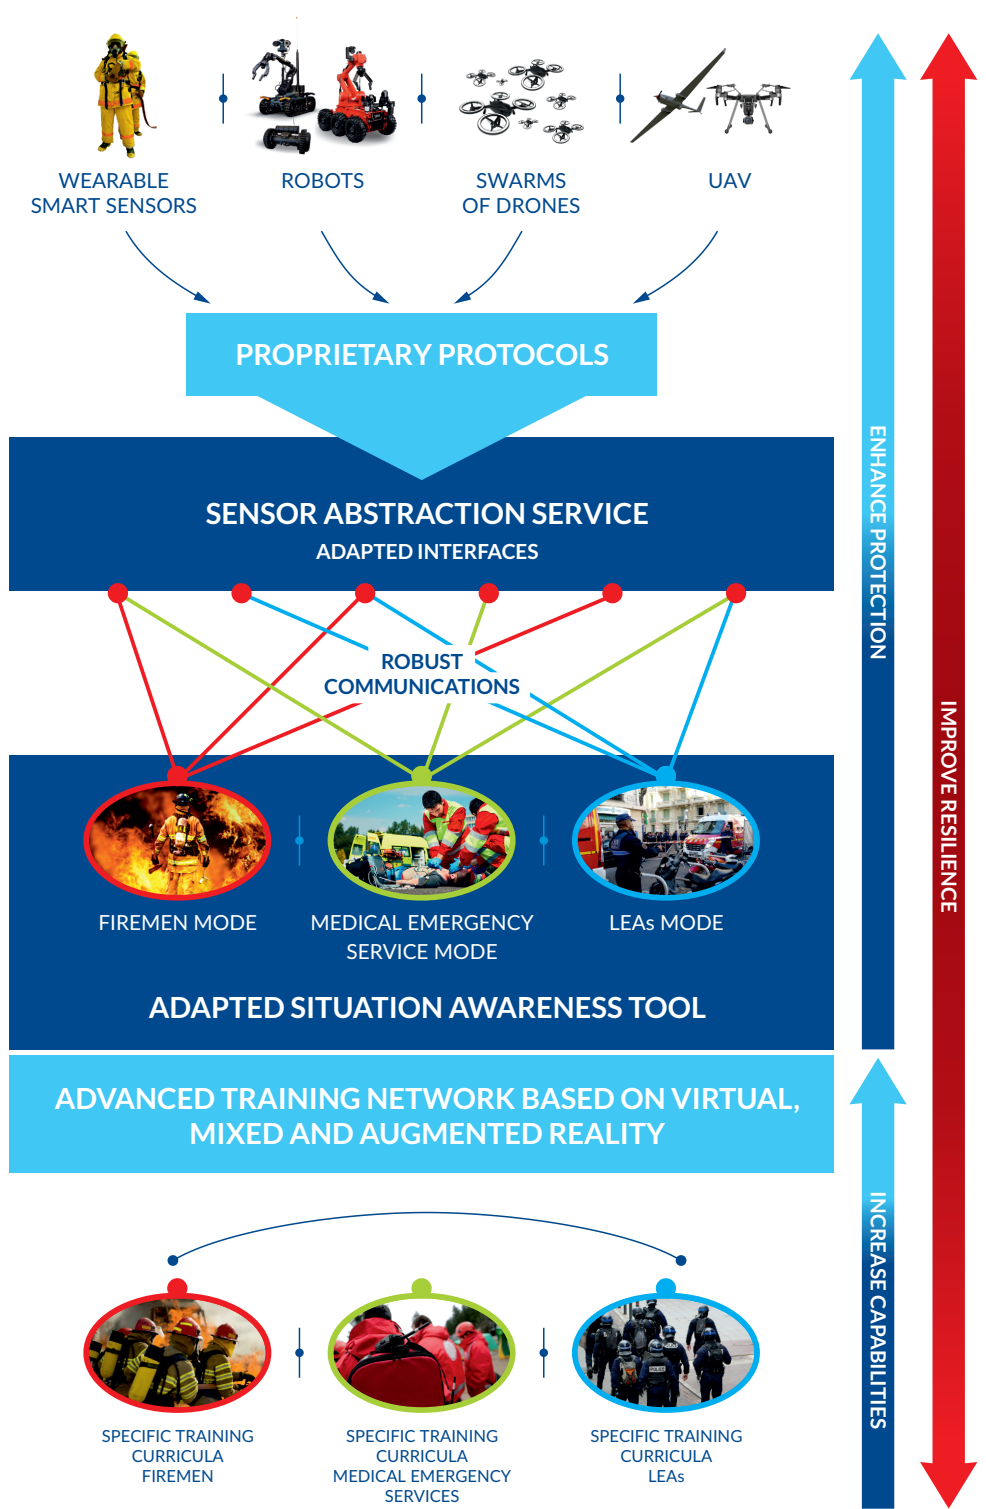 WEARABLE
SMART SENSORS
ROBOTS
SWARMS
OF DRONES
UAV
PROPRIETARY PROTOCOLS
SENSOR ABSTRACTION SERVICE
ADAPTED INTERFACES
ROBUST
COMMUNICATIONS
FIREMEN MODE
MEDICAL EMERGENCY
SERVICE MODE
LEAs MODE
ADAPTED SITUATION AWARENESS TOOL
ADVANCED TRAINING NETWORK BASED ON VIRTUAL,
MIXED AND AUGMENTED REALITY
SPECIFIC TRAINING
CURRICULA
FIREMEN
SPECIFIC TRAINING
CURRICULA
MEDICAL EMERGENCY
SERVICES
SPECIFIC TRAINING
CURRICULA
LEAs
ENHANCE PROTECTION
INCREASE CAPABILITIES
IMPROVE RESILIENCE